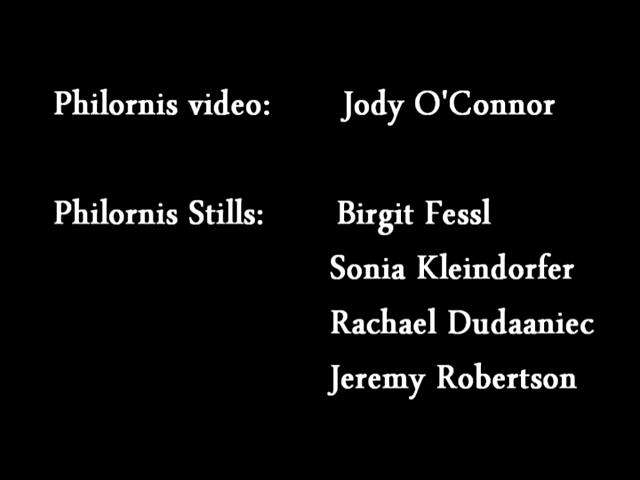 Philornis video: Jody O'Connor
Philornis Stills: Birgit Fessl
Sonia Kleindorfer
Rachael Dudaaniec
Jeremy Robertson